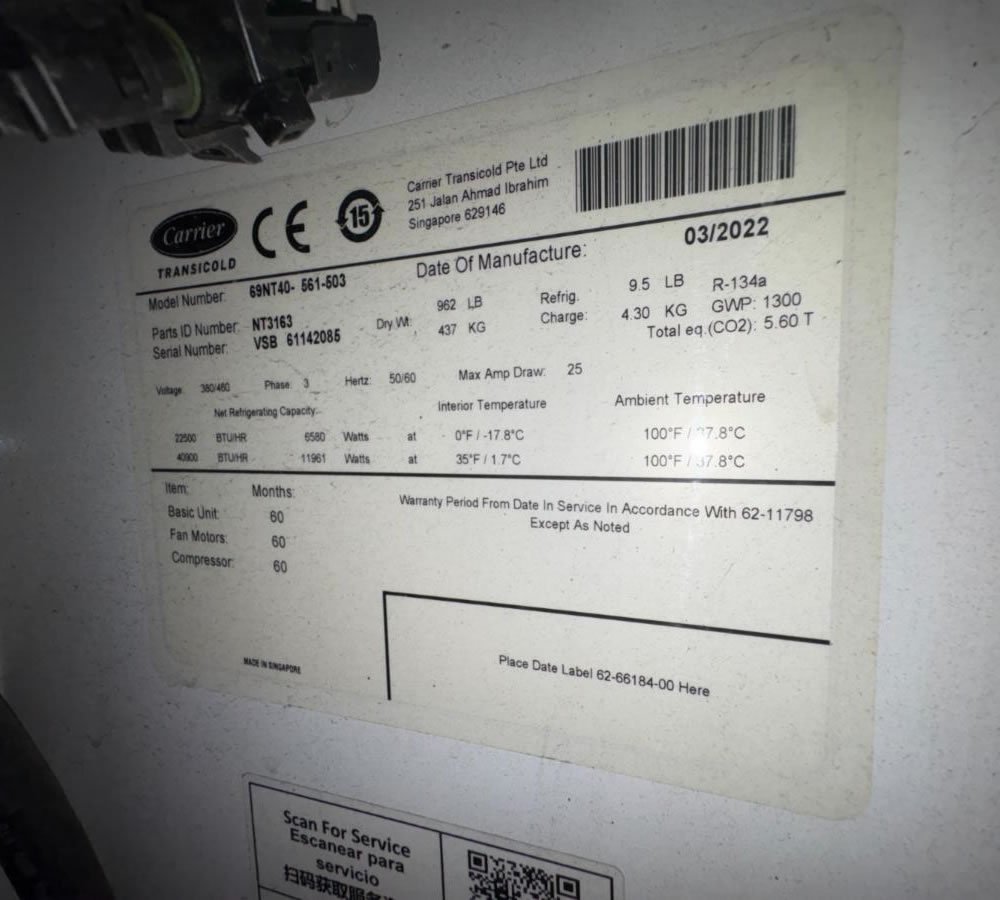 Carrier
TRANSICOLD
CE
15
Carrier Transicold Pte Ltd
251 Jalan Ahmad Ibrahim
Singapore 629146
Date Of Manufacture: 03/2022
Model Number: 69NT40- 561-503
Parts ID Number: NT3163
Serial Number: VSB 61142085
Dry Wt: 962 LB
437 KG
Refrig. Charge: 9.5 LB R-134a
4.30 KG GWP: 1300
Total eq.(CO2): 5.60 T
Voltage: 380/460 Phase: 3 Hertz: 50/60 Max Amp Draw: 25
Net Refrigerating Capacity: Interior Temperature Ambient Temperature
22500 BTU/HR 6580 Watts at 0°F / -17.8°C 100°F / 37.8°C
40900 BTU/HR 11961 Watts at 35°F / 1.7°C 100°F / 37.8°C
Item: Months:
Basic Unit: 60
Fan Motors: 60
Compressor: 60
Warranty Period From Date In Service In Accordance With 62-11798
Except As Noted
MADE IN SINGAPORE
Place Date Label 62-66184-00 Here
Scan For Service
Escanear para
servicio
扫码获取服务